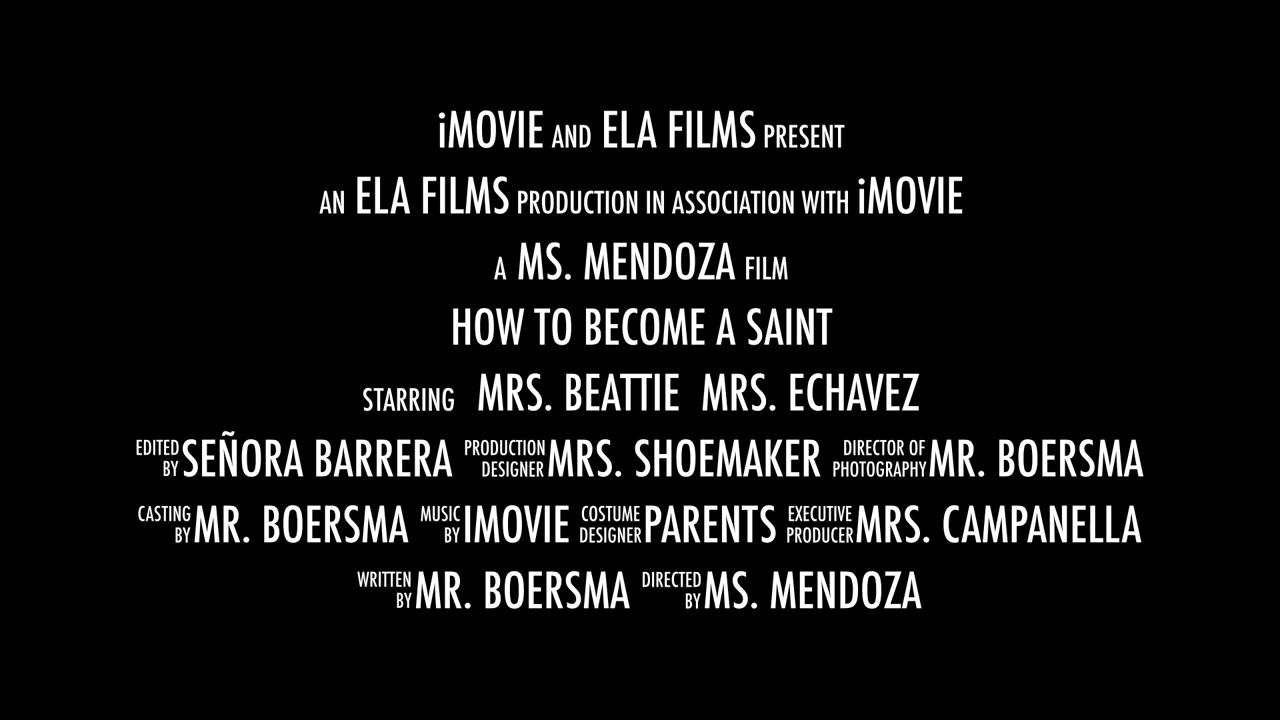 iMOVIE AND ELA FILMS PRESENT
AN ELA FILMS PRODUCTION IN ASSOCIATION WITH iMOVIE
A MS. MENDOZA FILM
HOW TO BECOME A SAINT
STARRING MRS. BEATTIE MRS. ECHAVEZ
EDITED BY SEÑORA BARRERA PRODUCTION DESIGNER MRS. SHOEMAKER DIRECTOR OF PHOTOGRAPHY MR. BOERSMA
CASTING BY MR. BOERSMA MUSIC BY IMOVIE COSTUME DESIGNER PARENTS EXECUTIVE PRODUCER MRS. CAMPANELLA
WRITTEN BY MR. BOERSMA DIRECTED BY MS. MENDOZA